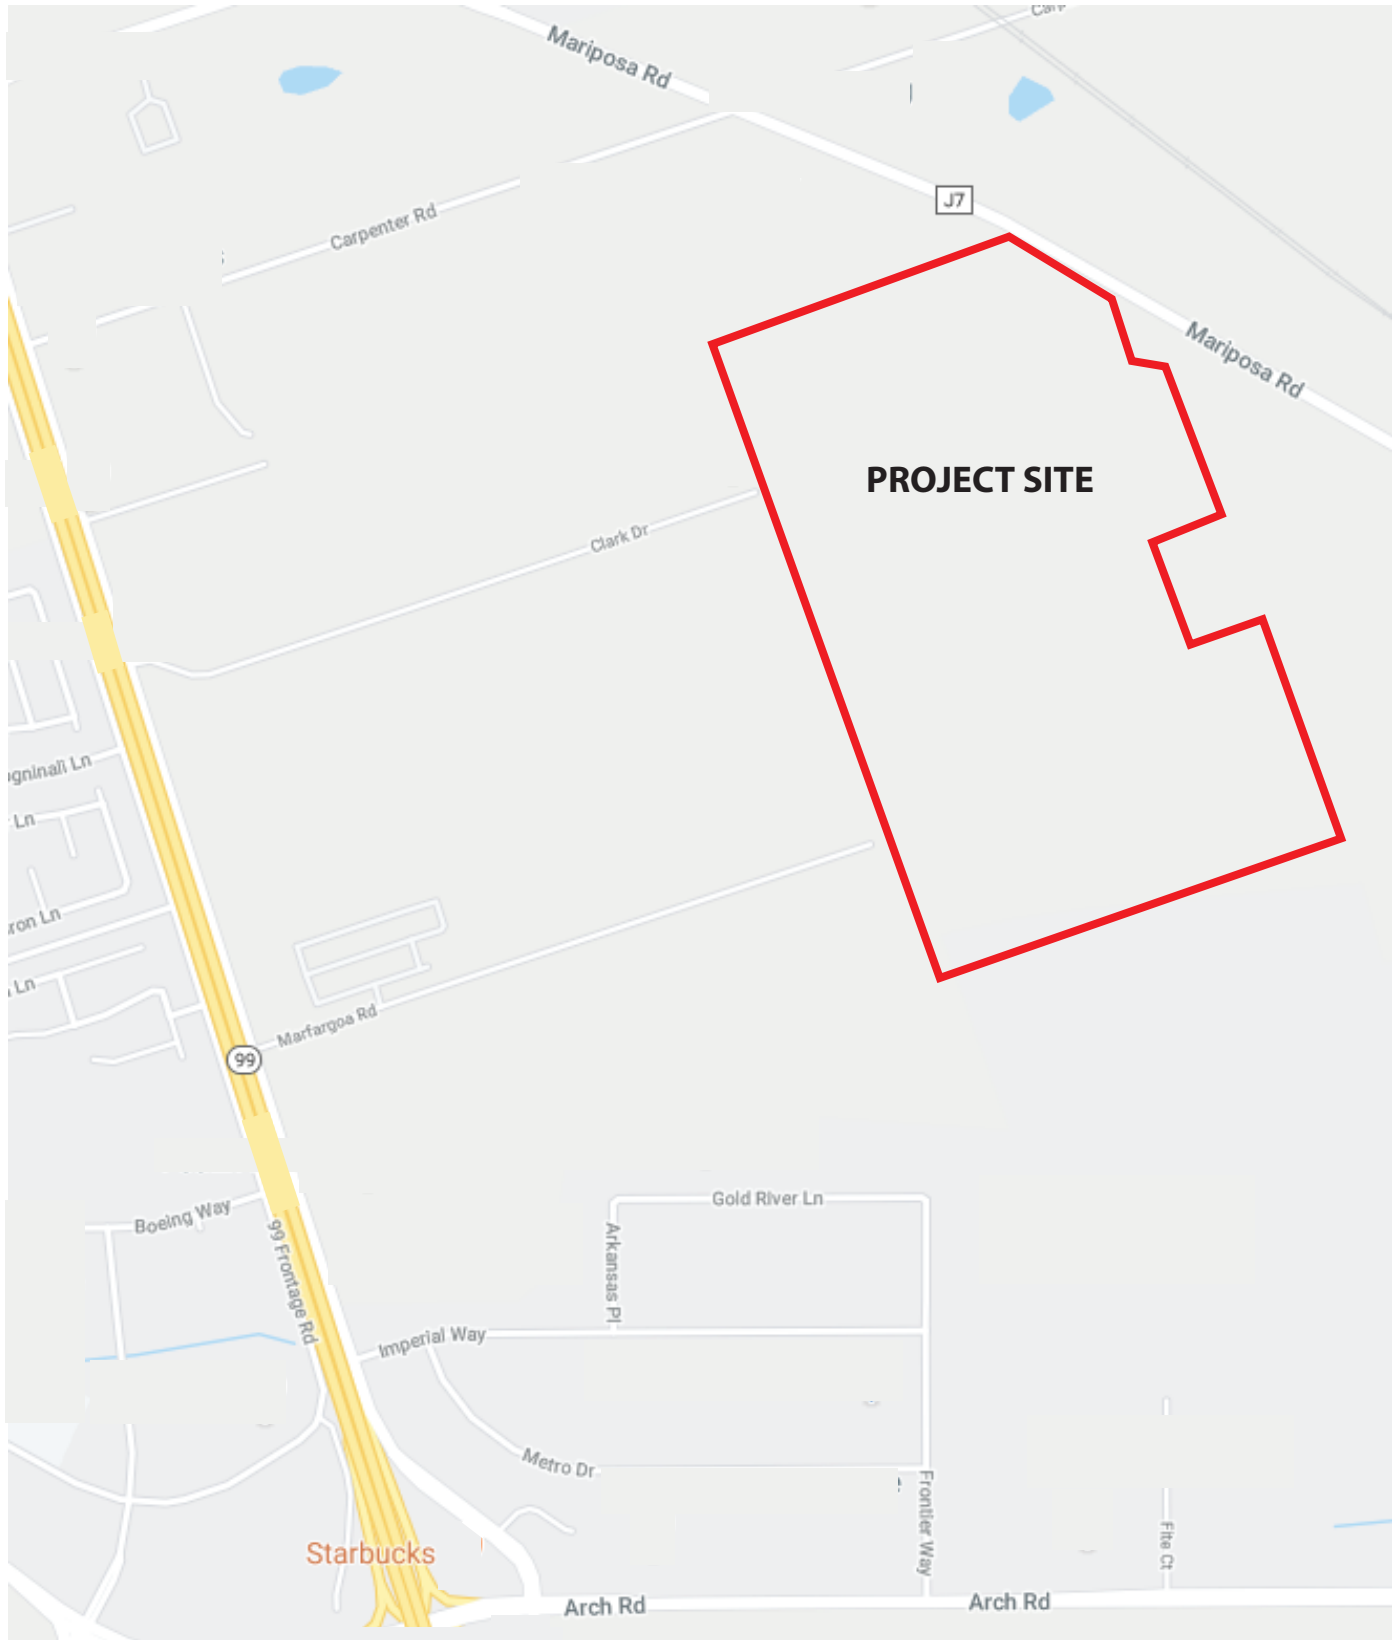 Mariposa Rd
J7
Carpenter Rd
Mariposa Rd
PROJECT SITE
Clark Dr
Ln
Ln
99
Marfargoa Rd
Boeing Way
99 Frontage Rd
Gold River Ln
Arkansas Pl
Imperial Way
Metro Dr
Frontier Way
Fite Ct
Starbucks
Arch Rd
Arch Rd